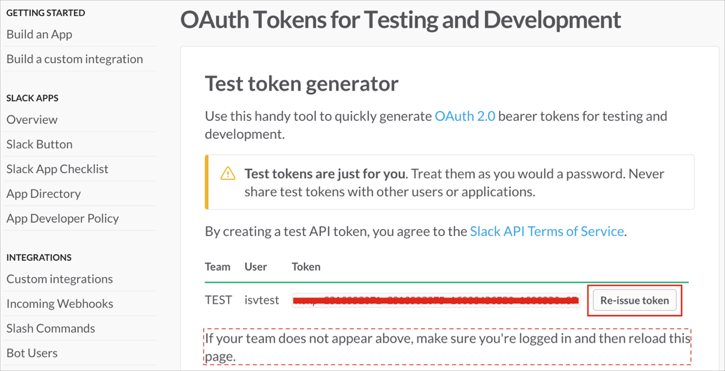 GETTING STARTED
Build an App
Build a custom integration
SLACK APPS
Overview
Slack Button
Slack App Checklist
App Directory
App Developer Policy
INTEGRATIONS
Custom integrations
Incoming Webhooks
Slash Commands
Bot Users
OAuth Tokens for Testing and Development
Test token generator
Use this handy tool to quickly generate OAuth 2.0 bearer tokens for testing and
development.
Test tokens are just for you. Treat them as you would a password. Never
share test tokens with other users or applications.
By creating a test API token, you agree to the Slack API Terms of Service.
Team User Token
TEST isvtest Re-issue token
If your team does not appear above, make sure you're logged in and then reload this
page.